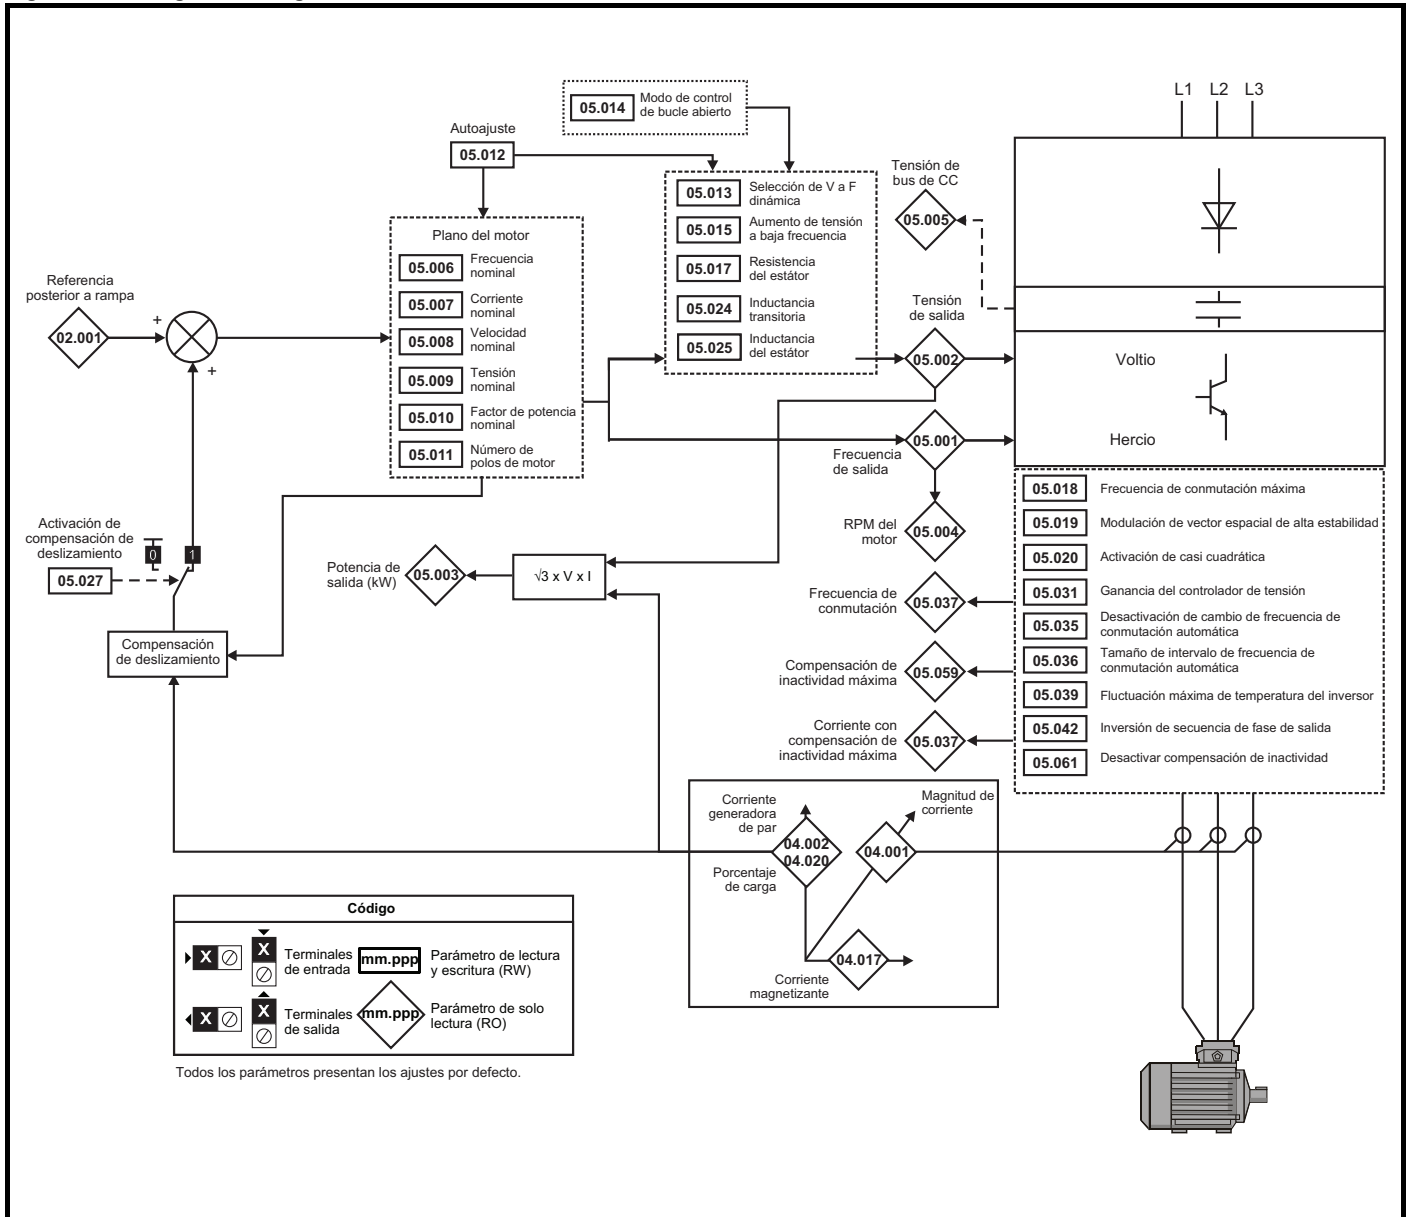 L1 L2 L3
05.014
Modo de control
de bucle abierto
Autoajuste
05.012
Tensión de
bus de CC
05.005
05.013
Selección de V a F
dinámica
05.015
Aumento de tensión
a baja frecuencia
05.017
Resistencia
del estátor
05.024
Inductancia
transitoria
05.025
Inductancia
del estátor
Plano del motor
05.006
Frecuencia
nominal
05.007
Corriente
nominal
05.008
Velocidad
nominal
05.009
Tensión
nominal
05.010
Factor de potencia
nominal
05.011
Número de
polos de motor
Referencia
posterior a rampa
02.001
+
+
Tensión
de salida
05.002
Voltio
Hercio
05.001
Frecuencia
de salida
RPM del
motor
05.004
Activación de
compensación de
deslizamiento
0
1
05.027
Potencia de
salida (kW)
05.003
√3 x V x I
Compensación
de deslizamiento
Frecuencia de
conmutación
05.037
Compensación de
inactividad máxima
05.059
Corriente con
compensación de
inactividad máxima
05.037
05.018
Frecuencia de conmutación máxima
05.019
Modulación de vector espacial de alta estabilidad
05.020
Activación de casi cuadrática
05.031
Ganancia del controlador de tensión
05.035
Desactivación de cambio de frecuencia de
conmutación automática
05.036
Tamaño de intervalo de frecuencia de
conmutación automática
05.039
Fluctuación máxima de temperatura del inversor
05.042
Inversión de secuencia de fase de salida
05.061
Desactivar compensación de inactividad
Corriente
generadora
de par
Magnitud de
corriente
04.002
04.020
04.001
Porcentaje
de carga
04.017
Corriente
magnetizante
Código
X
X
Terminales
de entrada
mm.ppp
Parámetro de lectura
y escritura (RW)
X
X
Terminales
de salida
mm.ppp
Parámetro de solo
lectura (RO)
Todos los parámetros presentan los ajustes por defecto.